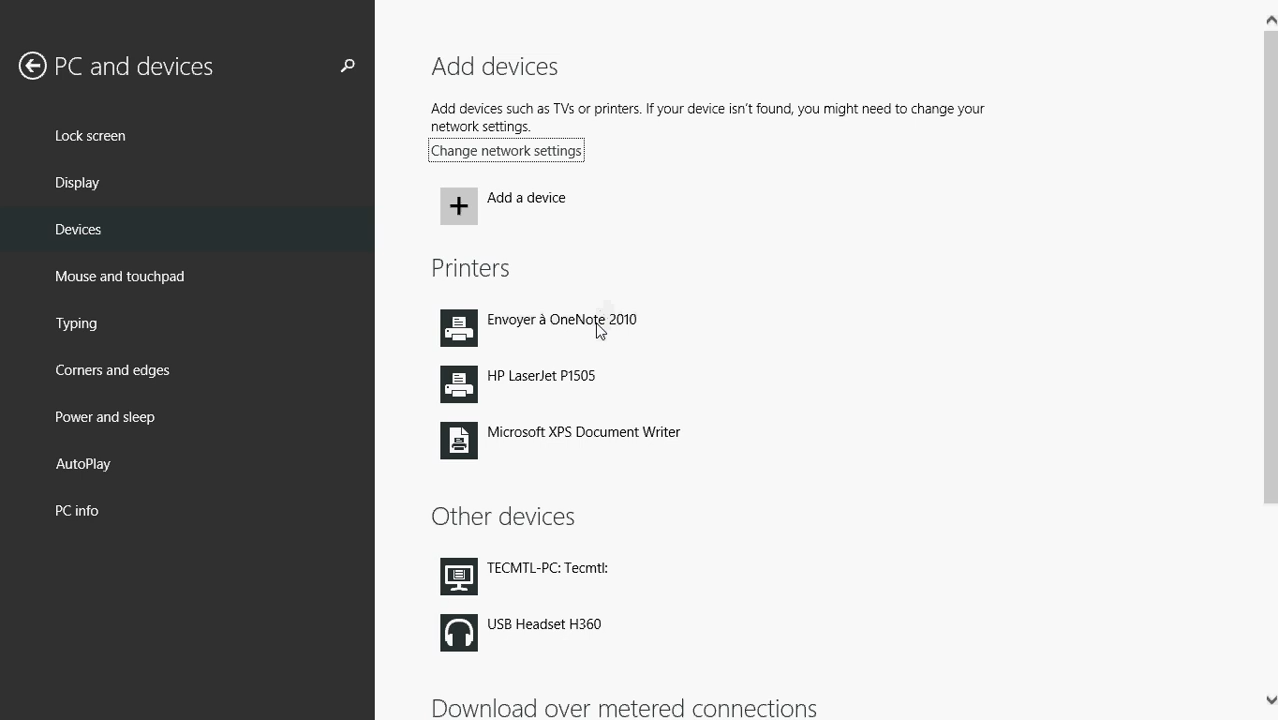 PC and devices
Lock screen
Display
Devices
Mouse and touchpad
Typing
Corners and edges
Power and sleep
AutoPlay
PC info
Add devices
Add devices such as TVs or printers. If your device isn't found, you might need to change your
network settings.
Change network settings
Add a device
Printers
Envoyer à OneNote 2010
HP LaserJet P1505
Microsoft XPS Document Writer
Other devices
TECMTL-PC: Tecmtl:
USB Headset H360
Download over metered connections